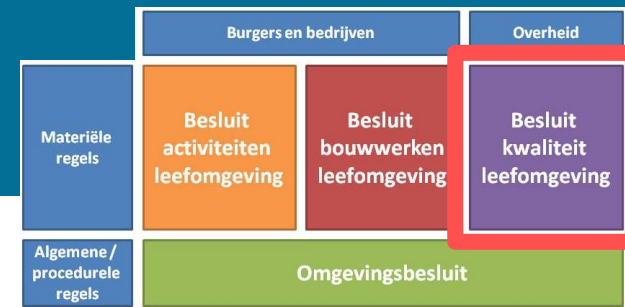 Burgers en bedrijven
Overheid
Materiële
regels
Besluit
activiteiten
leefomgeving
Besluit
bouwwerken
leefomgeving
Besluit
kwaliteit
leefomgeving
Algemene /
procedurele
regels
Omgevingsbesluit